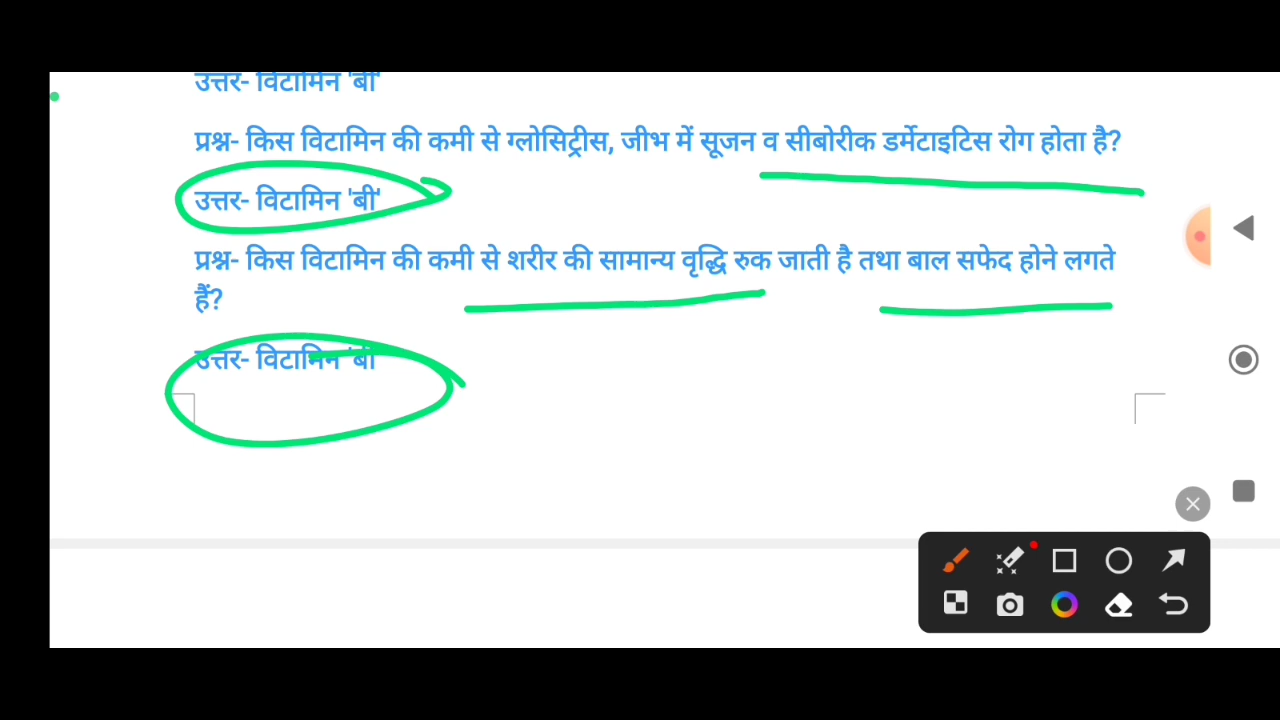 उत्तर- विटामिन 'बी'
प्रश्न- किस विटामिन की कमी से ग्लोसिट्रीस, जीभ में सूजन व सीबोरीक डर्मेटाइटिस रोग होता है?
उत्तर- विटामिन 'बी'
प्रश्न- किस विटामिन की कमी से शरीर की सामान्य वृद्धि रुक जाती है तथा बाल सफेद होने लगते
हैं?
उत्तर- विटामिन 'बी'